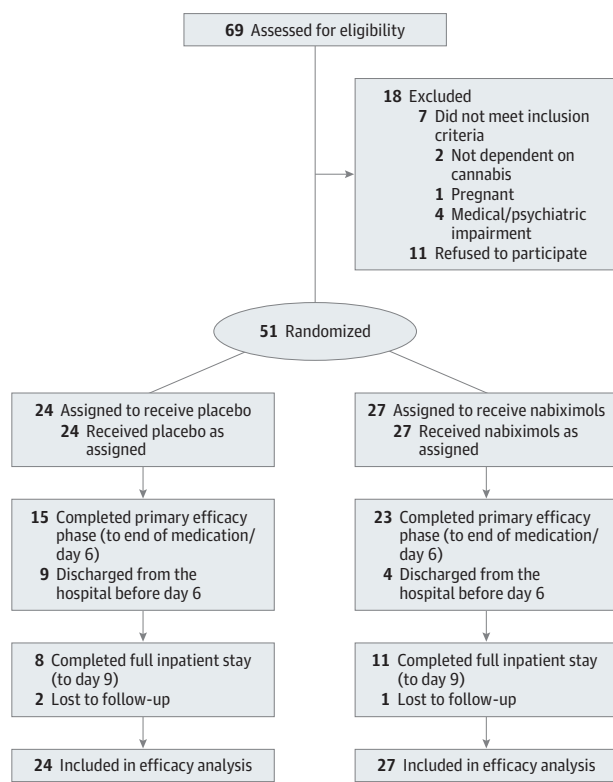 69 Assessed for eligibility
18 Excluded
7 Did not meet inclusion
criteria
2 Not dependent on
cannabis
1 Pregnant
4 Medical/psychiatric
impairment
11 Refused to participate
51 Randomized
24 Assigned to receive placebo
24 Received placebo as
assigned
27 Assigned to receive nabiximols
27 Received nabiximols as
assigned
15 Completed primary efficacy
phase (to end of medication/
day 6)
9 Discharged from the
hospital before day 6
23 Completed primary efficacy
phase (to end of medication/
day 6)
4 Discharged from the
hospital before day 6
8 Completed full inpatient stay
(to day 9)
2 Lost to follow-up
11 Completed full inpatient stay
(to day 9)
1 Lost to follow-up
24 Included in efficacy analysis
27 Included in efficacy analysis